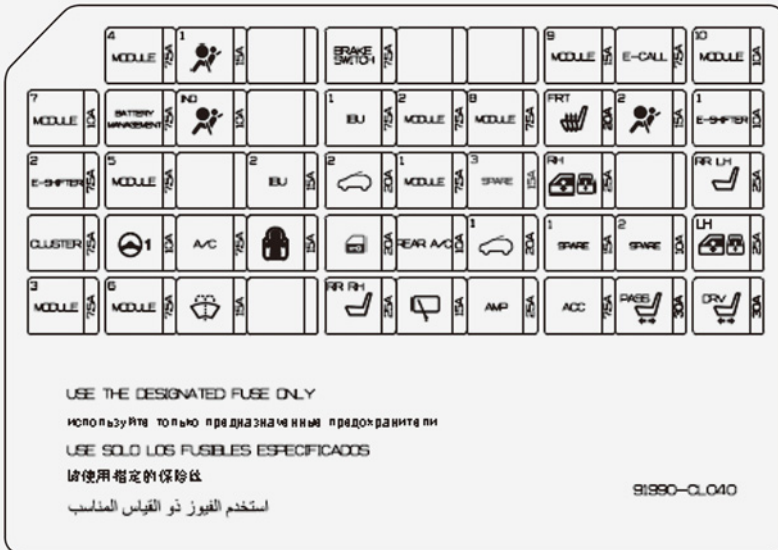 4 MODULE 7.5A 1 15A BRAKE SWITCH 7.5A 9 MODULE 15A E-CALL 7.5A 10 MODULE 10A
7 MODULE 10A BATTERY MANAGEMENT 7.5A IND 10A 1 IBU 7.5A 2 MODULE 7.5A 8 MODULE 7.5A FRT 20A 2 15A 1 E-SHIFTER 10A
2 E-SHIFTER 7.5A 5 MODULE 7.5A 2 IBU 15A 2 20A 1 MODULE 7.5A 3 SPARE 15A RH 25A RR LH 25A
CLUSTER 7.5A 1 10A A/C 7.5A 15A 20A REAR A/C 10A 1 20A 1 SPARE 15A 2 SPARE 10A LH 25A
3 MODULE 7.5A 6 MODULE 7.5A 15A RR RH 25A 15A AMP 25A ACC 7.5A PASS 30A DRV 30A
USE THE DESIGNATED FUSE ONLY
используйте только предназначенные предохранители
USE SOLO LOS FUSIBLES ESPECIFICADOS
请使用指定的保险丝
استخدم الفيوز ذو القياس المناسب
91990-CL040